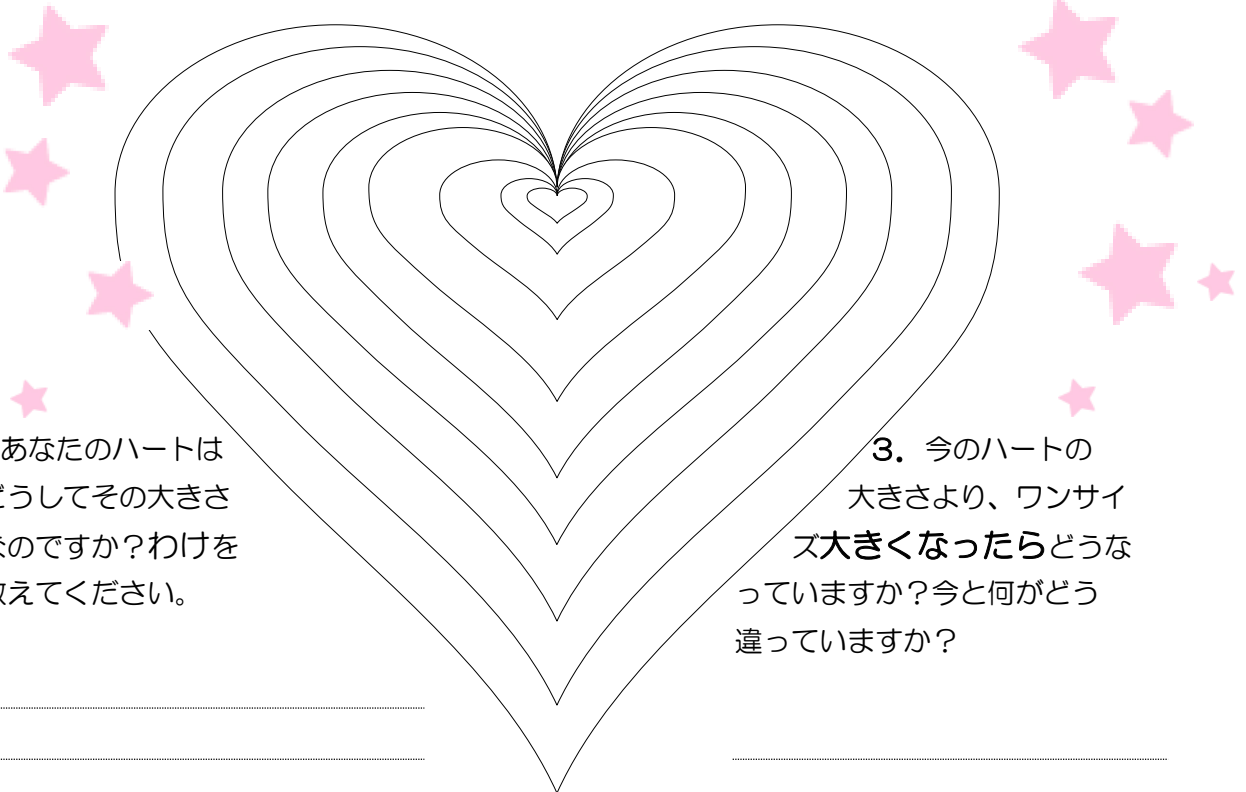 あなたのハートは
どうしてその大きさ
なのですか？わけを
教えてください。
3．今のハートの
大きさより、ワンサイ
ズ大きくなったらどうな
っていますか？今と何がどう
違っていますか？